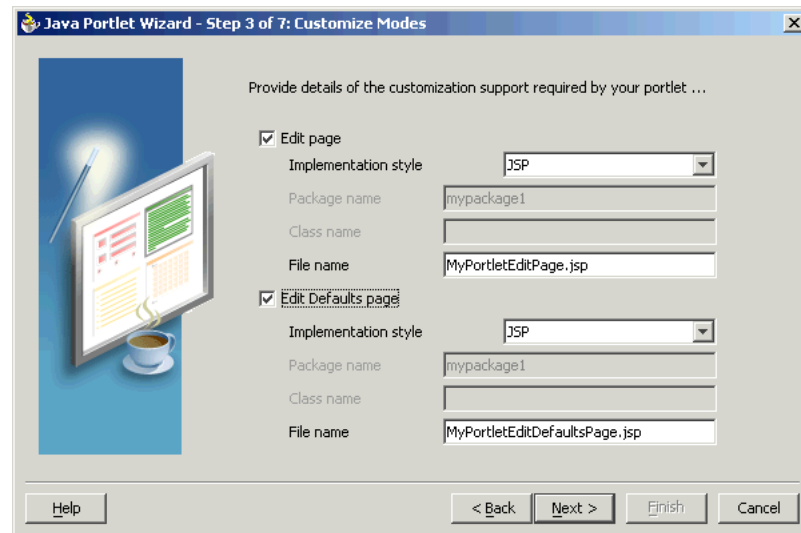 Java Portlet Wizard - Step 3 of 7: Customize Modes
Provide details of the customization support required by your portlet ...
Edit page
Implementation style JSP
Package name mypackage1
Class name
File name MyPortletEditPage.jsp
Edit Defaults page
Implementation style JSP
Package name mypackage1
Class name
File name MyPortletEditDefaultsPage.jsp
Help < Back Next > Finish Cancel